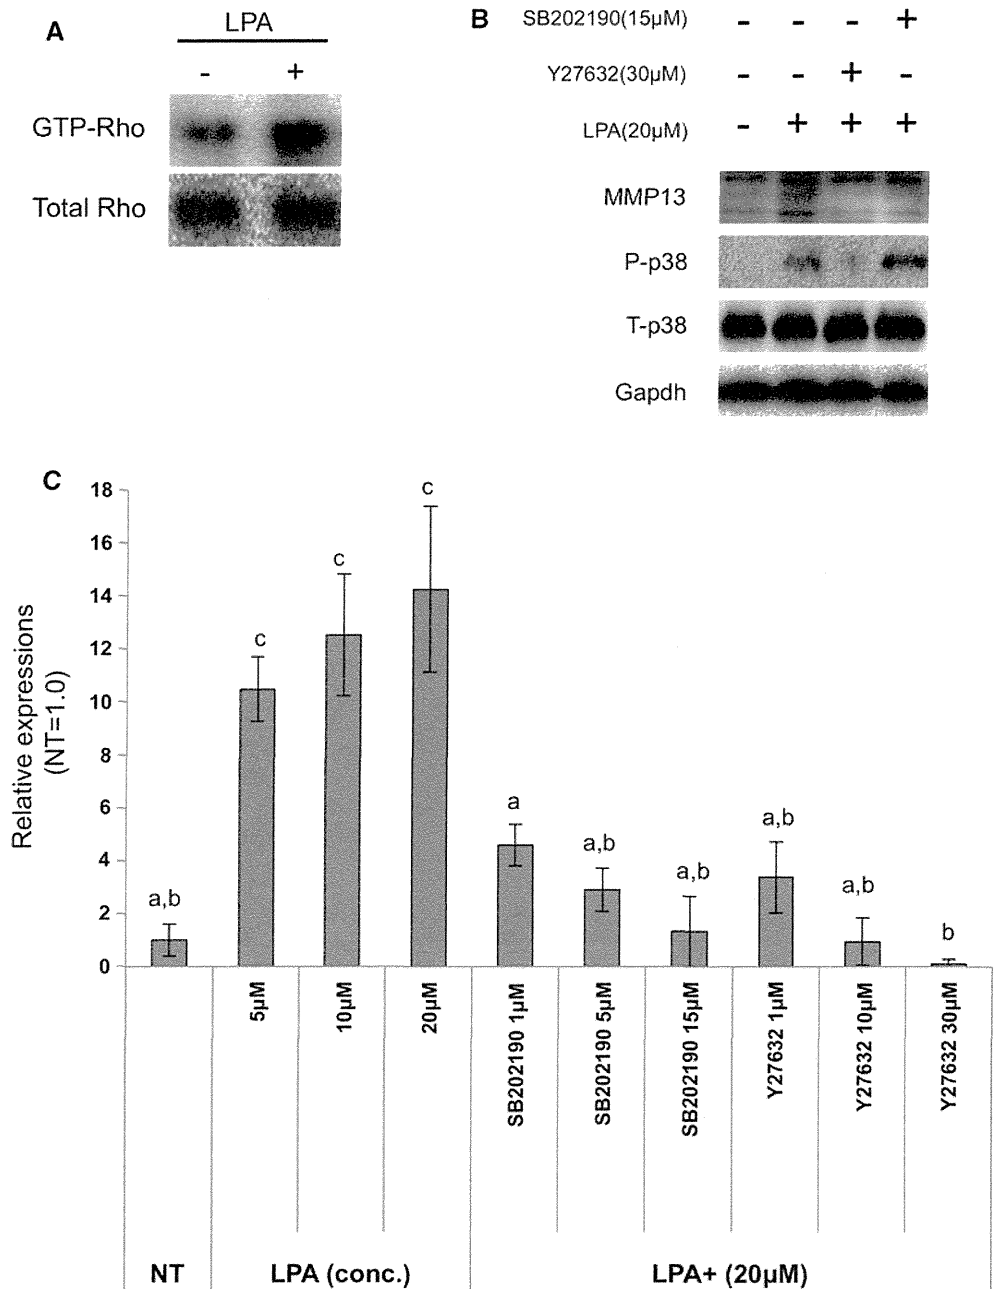 A
LPA
- +
GTP-Rho
Total Rho
B
SB202190(15μM) - - - +
Y27632(30μM) - - + -
LPA(20μM) - + + +
MMP13
P-p38
T-p38
Gapdh
C
Relative expressions
(NT=1.0)
18
16
14
12
10
8
6
4
2
0
a,b
c
c
c
a
a,b
a,b
a,b
a,b
b
5μM
10μM
20μM
SB202190 1μM
SB202190 5μM
SB202190 15μM
Y27632 1μM
Y27632 10μM
Y27632 30μM
NT
LPA (conc.)
LPA+ (20μM)